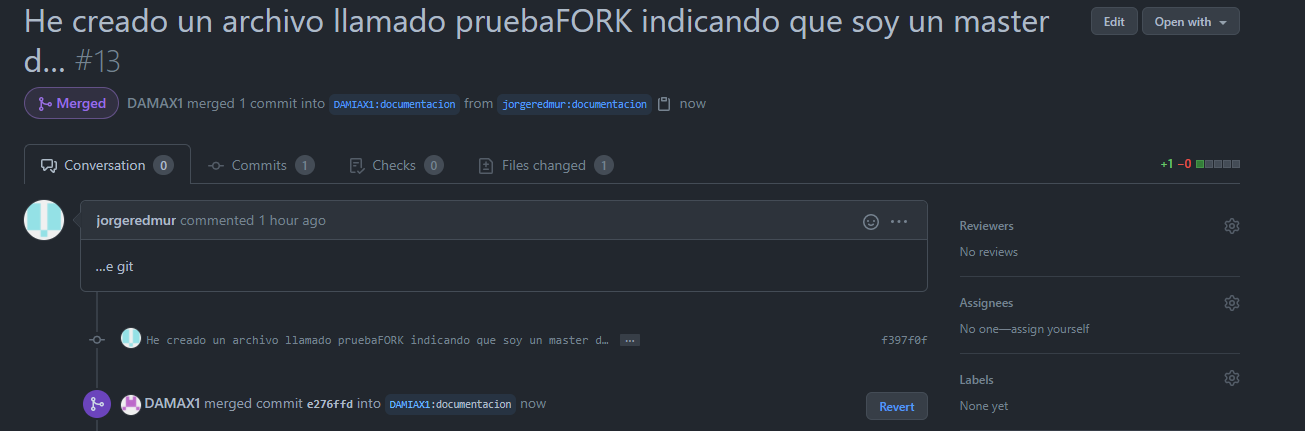 He creado un archivo llamado pruebaFORK indicando que soy un master
d... #13
Edit
Open with
Merged
DAMAX1 merged 1 commit into DAMIAX1:documentacion from jorgeredmur:documentacion now
Conversation 0
Commits 1
Checks 0
Files changed 1
+1 −0
jorgeredmur commented 1 hour ago
...e git
He creado un archivo llamado pruebaFORK indicando que soy un master d… …
f397f0f
DAMAX1 merged commit e276ffd into DAMIAX1:documentacion now
Revert
Reviewers
No reviews
Assignees
No one—assign yourself
Labels
None yet